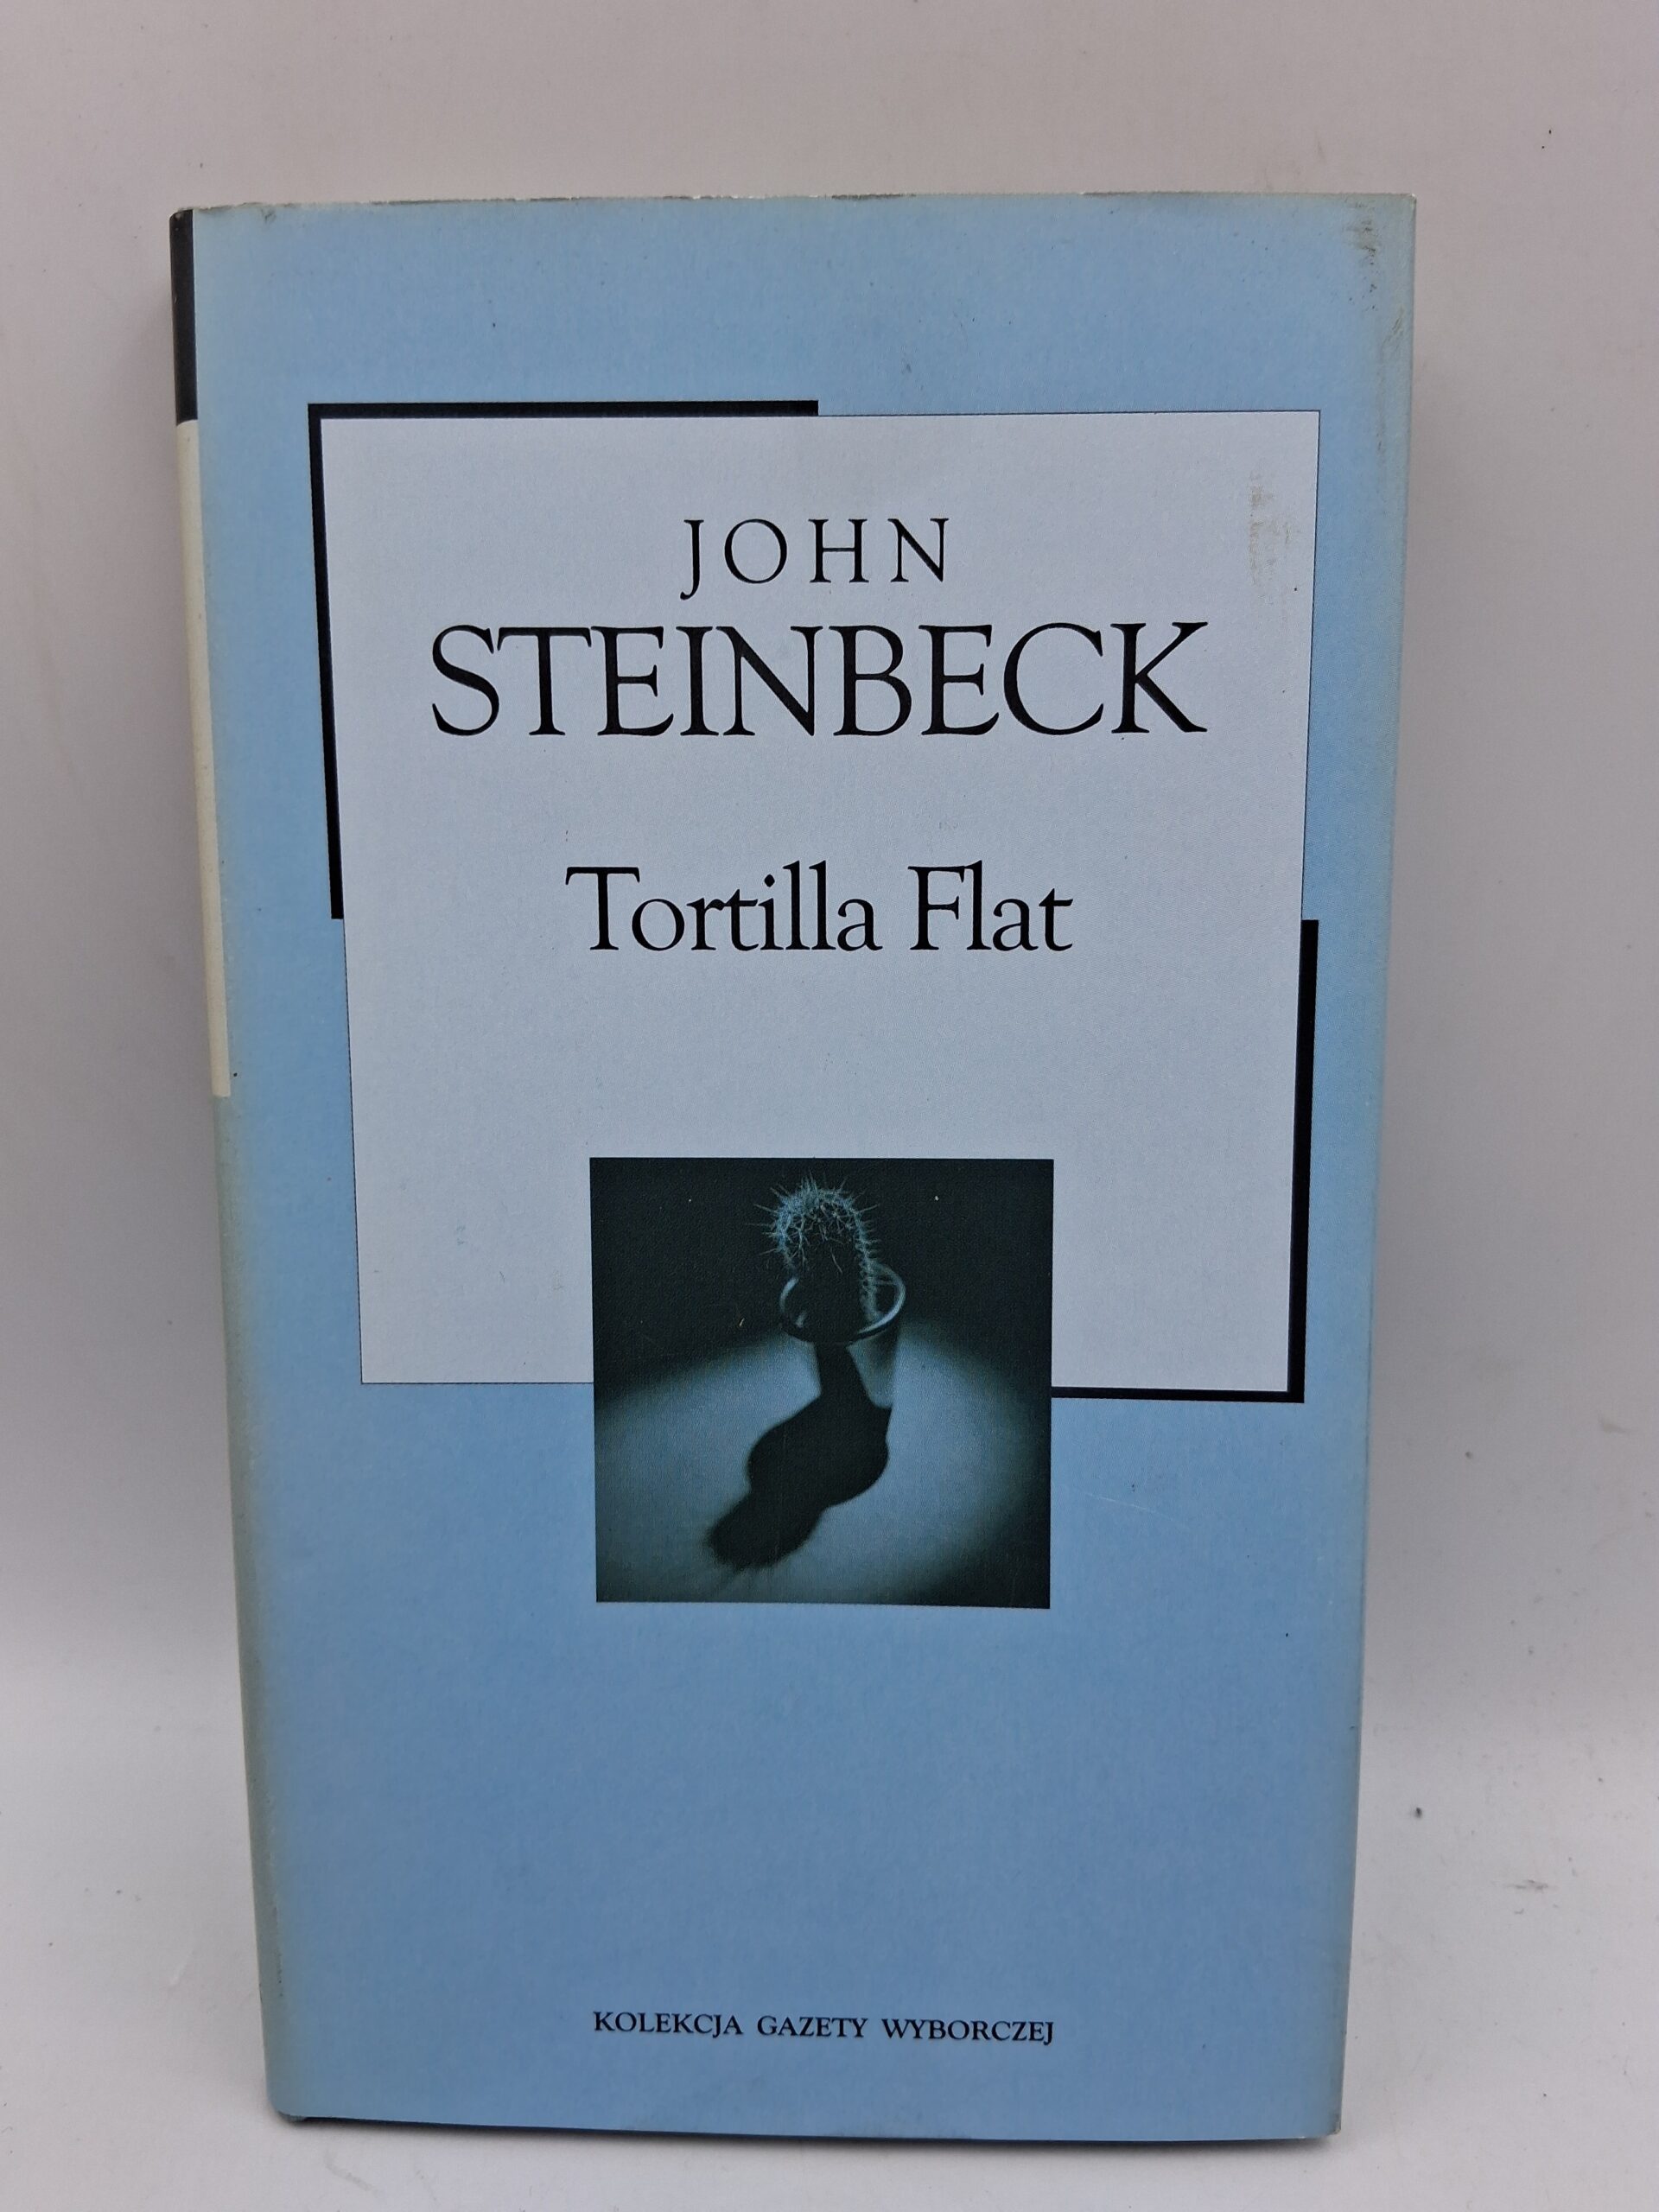 JOHN
STEINBECK
Tortilla Flat
KOLEKCJA GAZETY WYBORCZEJ